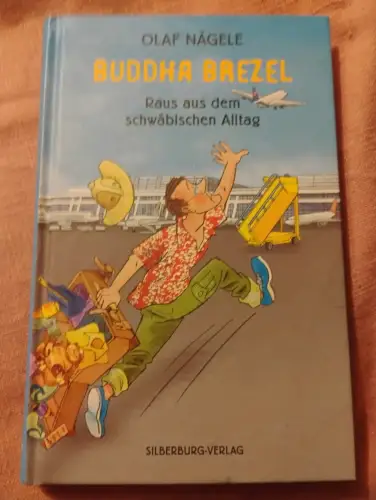 OLAF NÄGELE
BUDDHA BREZEL
Raus aus dem
schwäbischen Alltag
SILBERBURG-VERLAG